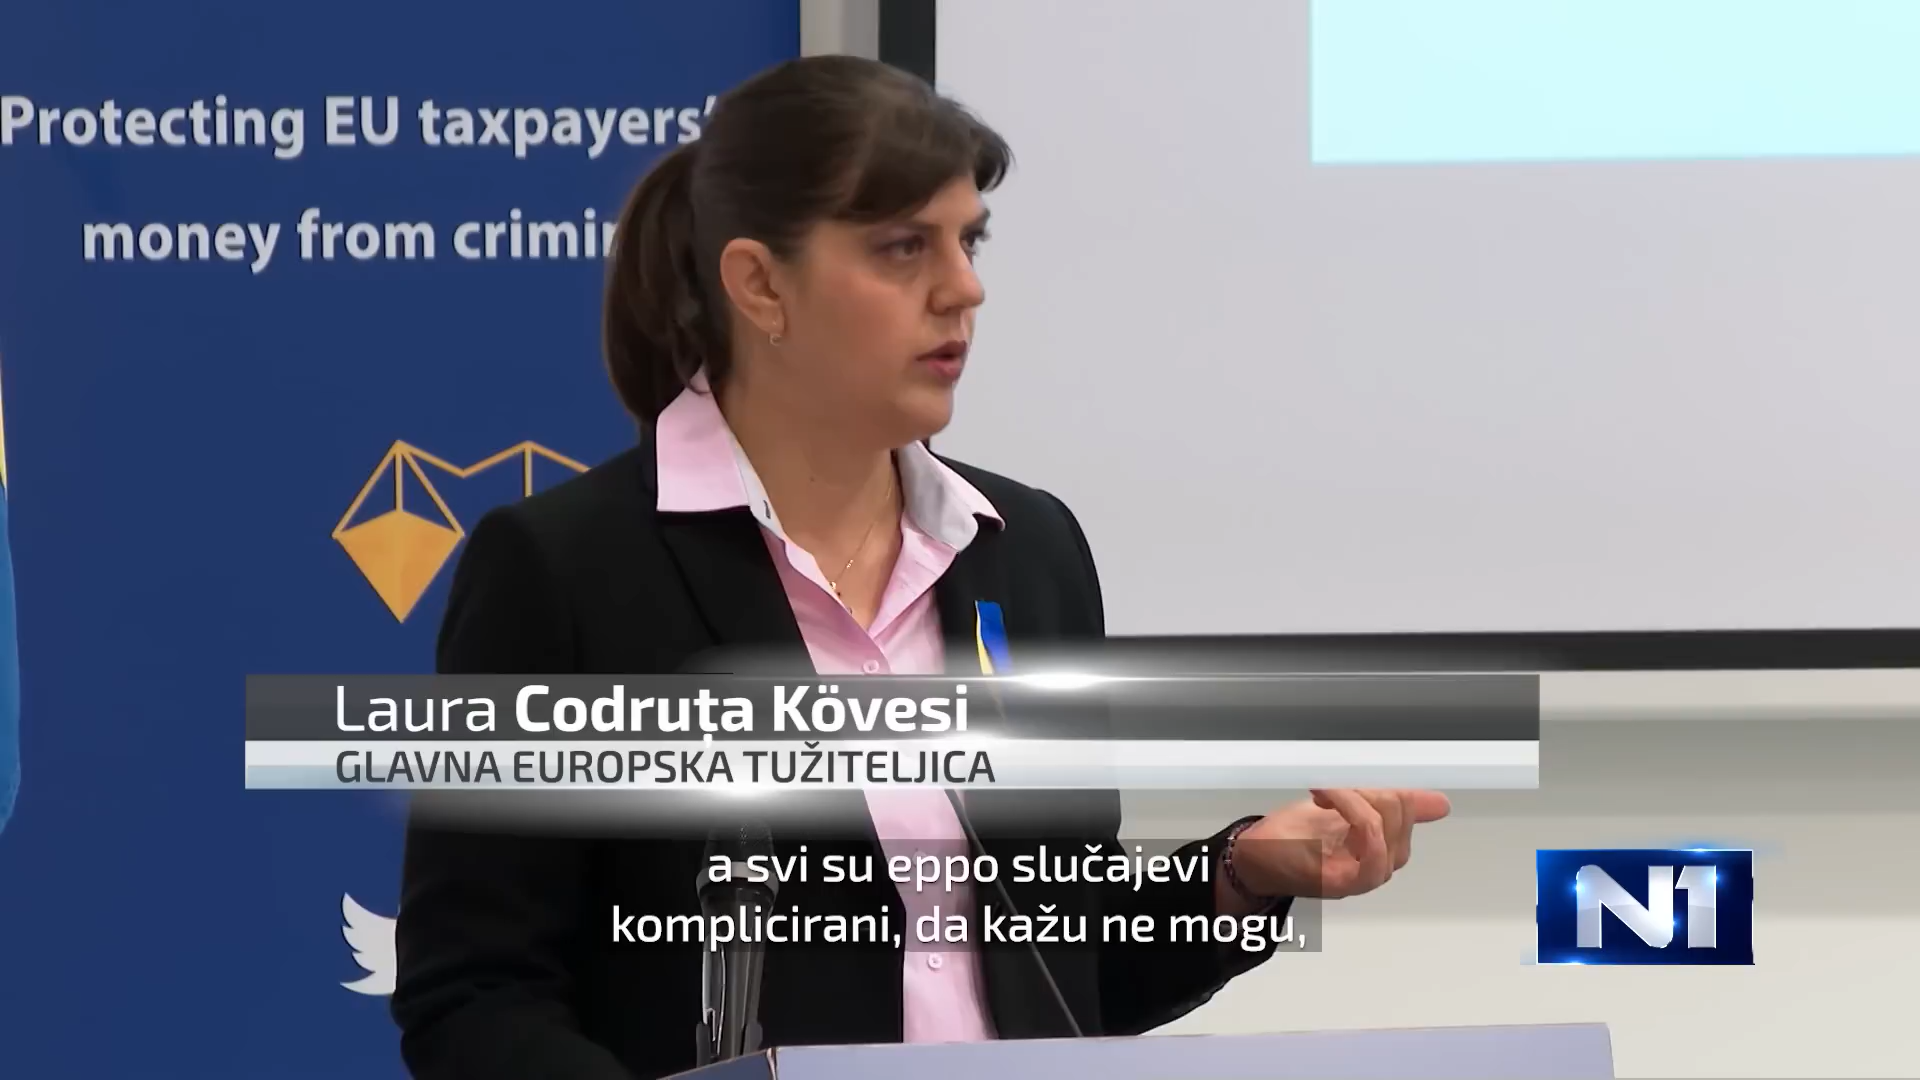 Protecting EU taxpayers'
money from
Laura Codruța Kövesi
GLAVNA EUROPSKA TUŽITELJICA
a svi su eppo slučajevi
komplicirani, da kažu ne mogu,
N1